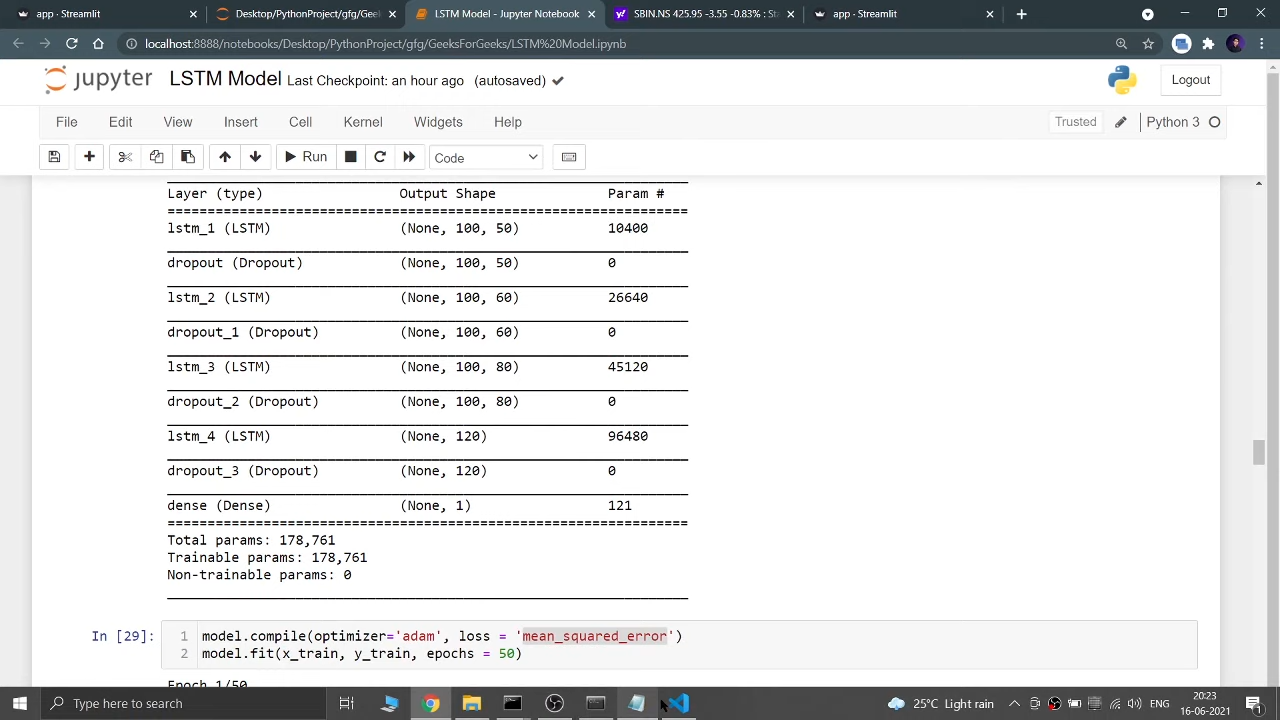 app - Streamlit
Desktop/PythonProject/gfg/Geek
LSTM Model - Jupyter Notebook
SBIN.NS 425.95 -3.55 -0.83% : St
app - Streamlit
localhost:8888/notebooks/Desktop/PythonProject/gfg/GeeksForGeeks/LSTM%20Model.ipynb
jupyter LSTM Model Last Checkpoint: an hour ago (autosaved)
Logout
File Edit View Insert Cell Kernel Widgets Help
Trusted Python 3
Run Code
Layer (type) Output Shape Param #
=================================================================
lstm_1 (LSTM) (None, 100, 50) 10400
dropout (Dropout) (None, 100, 50) 0
lstm_2 (LSTM) (None, 100, 60) 26640
dropout_1 (Dropout) (None, 100, 60) 0
lstm_3 (LSTM) (None, 100, 80) 45120
dropout_2 (Dropout) (None, 100, 80) 0
lstm_4 (LSTM) (None, 120) 96480
dropout_3 (Dropout) (None, 120) 0
dense (Dense) (None, 1) 121
=================================================================
Total params: 178,761
Trainable params: 178,761
Non-trainable params: 0
In [29]: 1 model.compile(optimizer='adam', loss = 'mean_squared_error')
2 model.fit(x_train, y_train, epochs = 50)
Epoch 1/50
Type here to search
25°C Light rain
ENG
20:23
16-06-2021
1